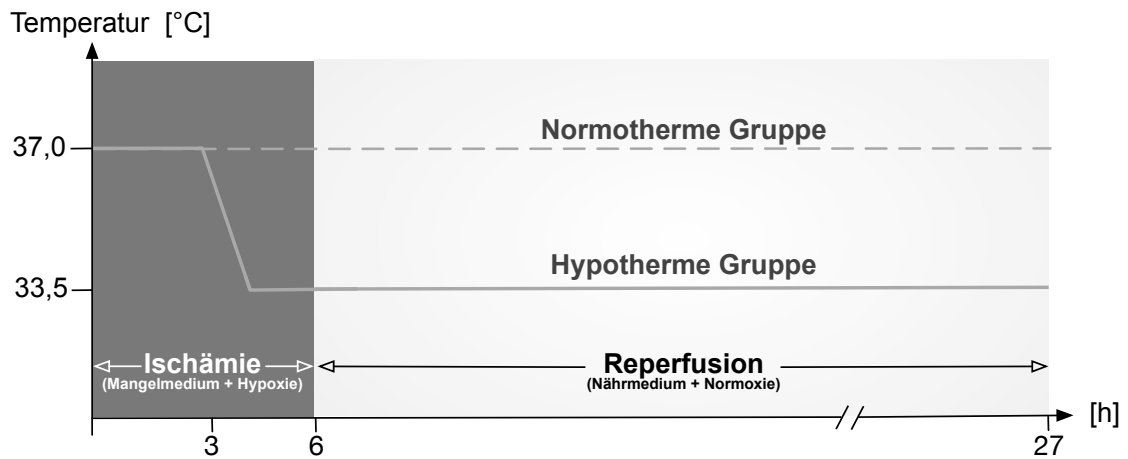 Temperatur [°C]
37,0
Normotherme Gruppe
Hypotherme Gruppe
33,5
Ischämie
(Mangelmedium + Hypoxie)
Reperfusion
(Nährmedium + Normoxie)
[h]
3
6
27